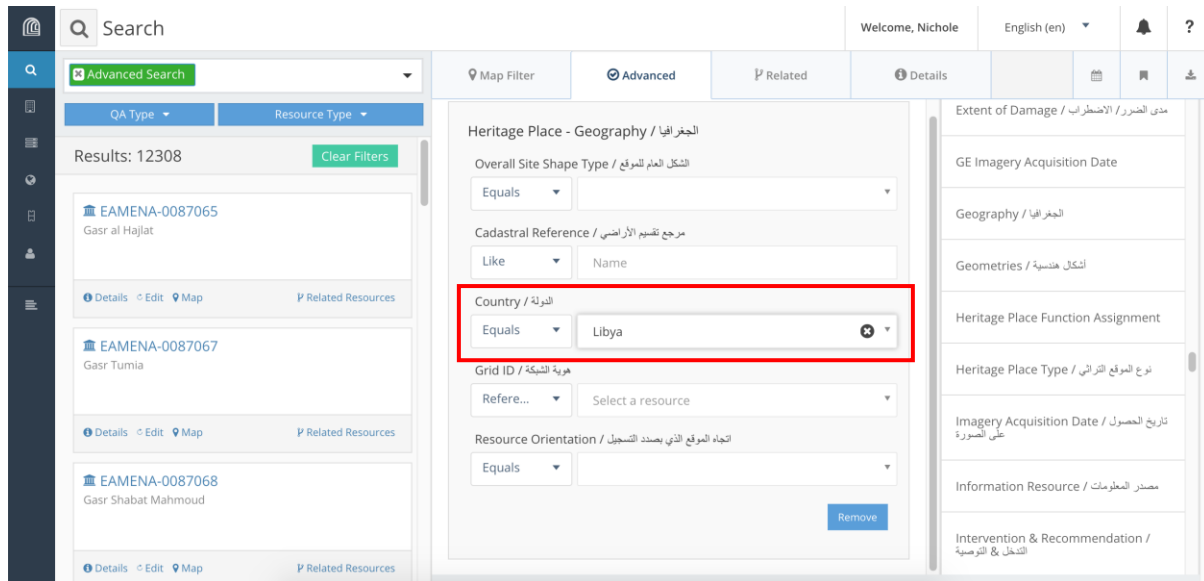 Search
Welcome, Nichole
English (en)
?
Advanced Search
QA Type
Resource Type
Results: 12308
Clear Filters
EAMENA-0087065
Gasr al Hajlat
Details Edit Map Related Resources
EAMENA-0087067
Gasr Tumia
Details Edit Map Related Resources
EAMENA-0087068
Gasr Shabat Mahmoud
Details Edit Map Related Resources
Map Filter
Advanced
Related
Details
Heritage Place - Geography / الجغرافيا
Overall Site Shape Type / الشكل العام للموقع
Equals
Cadastral Reference / مرجع تقسيم الأراضي
Like
Name
Country / الدولة
Equals
Libya
Grid ID / هوية الشبكة
Refere...
Select a resource
Resource Orientation / اتجاه الموقع الذي بصدد التسجيل
Equals
Remove
Extent of Damage / مدى الضرر/ الاضطراب
GE Imagery Acquisition Date
Geography / الجغرافيا
Geometries / أشكال هندسية
Heritage Place Function Assignment
Heritage Place Type / نوع الموقع التراثي
Imagery Acquisition Date / تاريخ الحصول
على الصورة
Information Resource / مصدر المعلومات
Intervention & Recommendation /
التدخل & التوصية